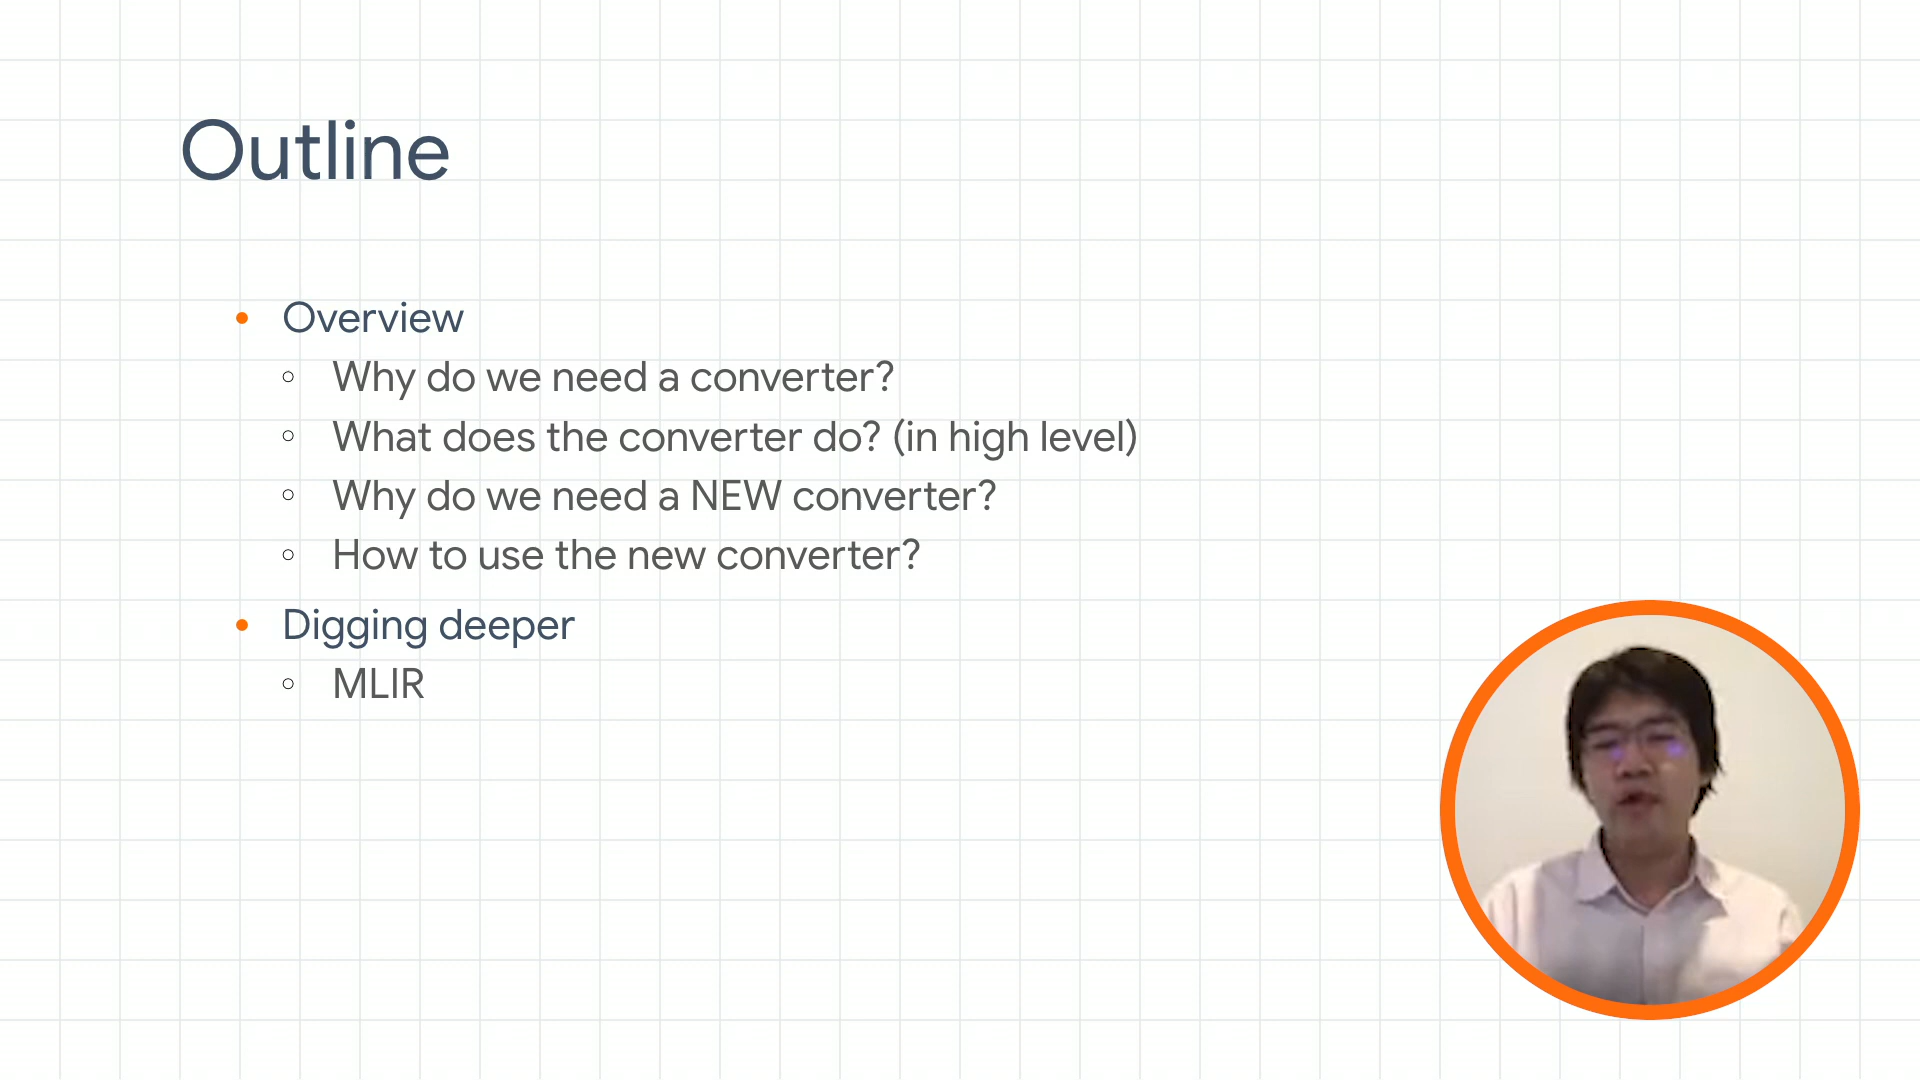 Outline
Overview
Why do we need a converter?
What does the converter do? (in high level)
Why do we need a NEW converter?
How to use the new converter?
Digging deeper
MLIR